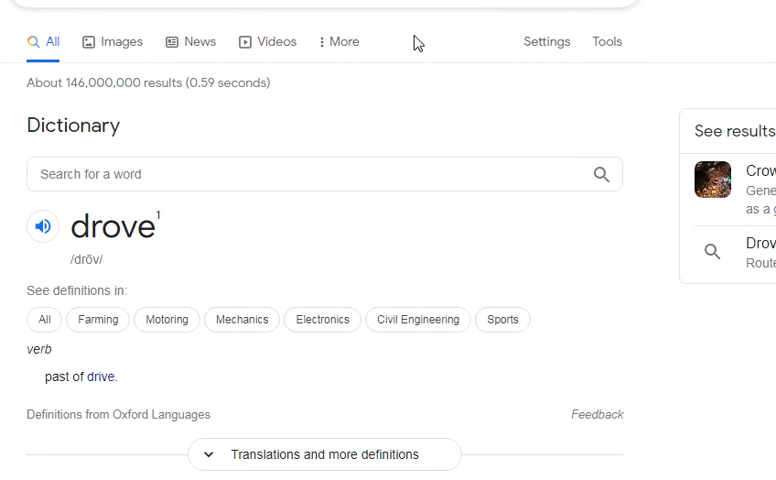 All Images News Videos More Settings Tools
About 146,000,000 results (0.59 seconds)
Dictionary
Search for a word
drove¹
/drōv/
See definitions in:
All Farming Motoring Mechanics Electronics Civil Engineering Sports
verb
past of drive.
Definitions from Oxford Languages Feedback
Translations and more definitions
See results
as a
Route